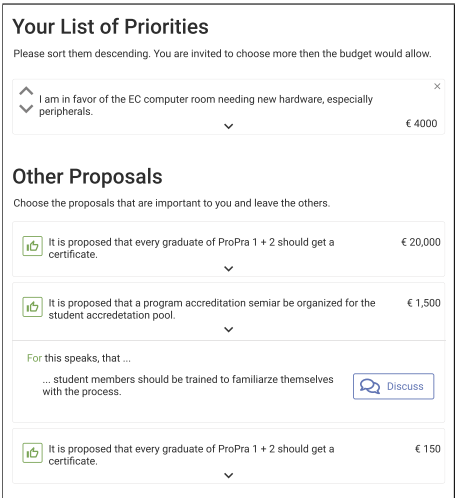 Your List of Priorities
Please sort them descending. You are invited to choose more then the budget would allow.
I am in favor of the EC computer room needing new hardware, especially
peripherals.
€ 4000
Other Proposals
Choose the proposals that are important to you and leave the others.
It is proposed that every graduate of ProPra 1 + 2 should get a
certificate.
€ 20,000
It is proposed that a program accreditation semiar be organized for the
student accredetation pool.
€ 1,500
For this speaks, that ...
... student members should be trained to familiarze themselves
with the process.
Discuss
It is proposed that every graduate of ProPra 1 + 2 should get a
certificate.
€ 150